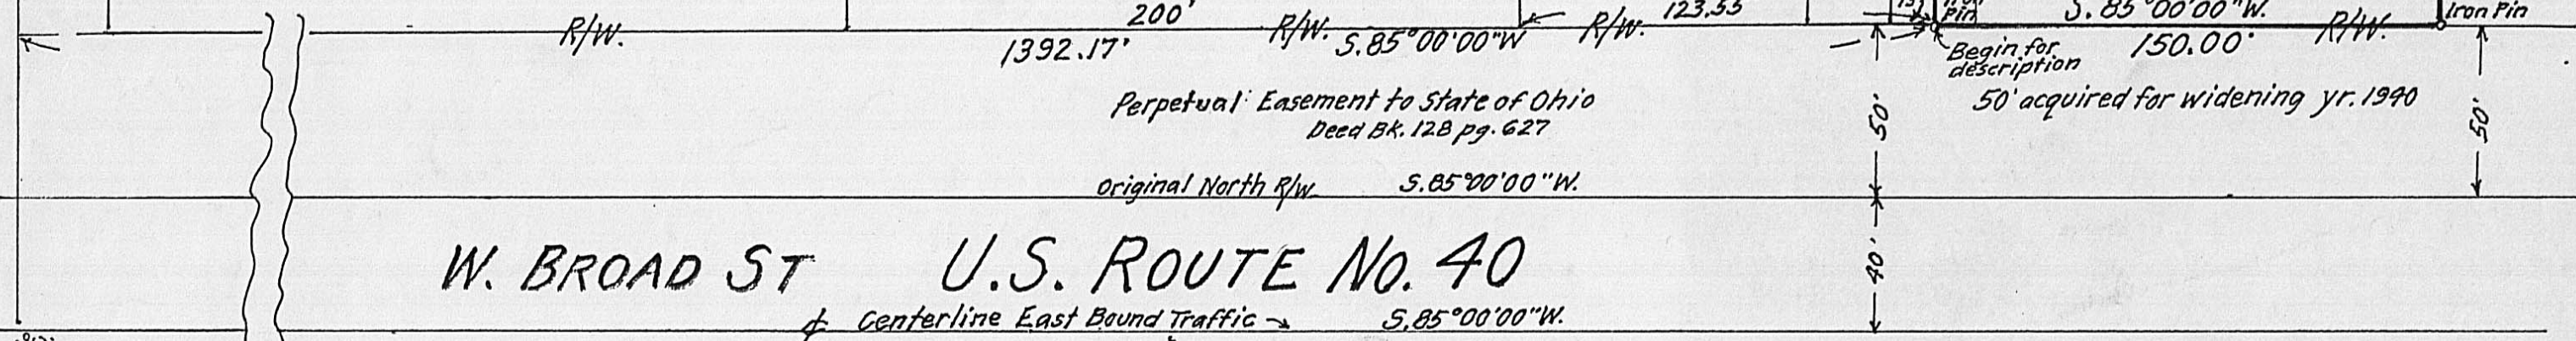 200'
123.55
Pin
S. 85°00'00"W.
Iron Pin
R/W.
1392.17'
R/W.
S.85°00'00"W
R/W.
Begin for
description
150.00'
R/W.
Perpetual Easement to State of Ohio
Deed Bk. 128 pg. 627
50'
50' acquired for widening yr. 1940
50'
Original North R/W.
S.85°00'00"W.
W. BROAD ST
U.S. ROUTE No. 40
40'
℄ Centerline East Bound Traffic →
S.85°00'00"W.